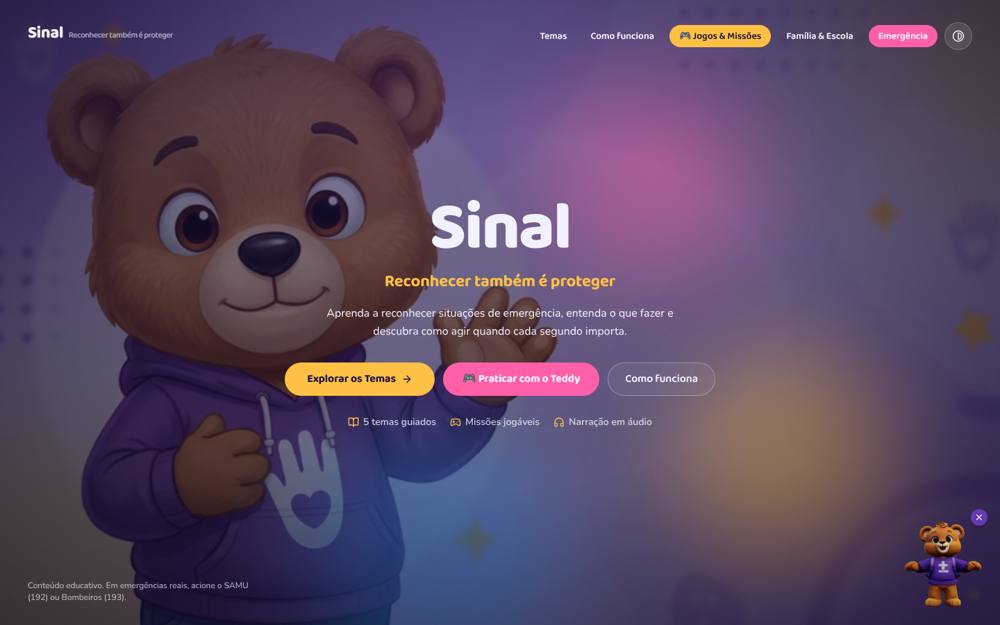 Sinal Reconhecer também é proteger
Temas
Como funciona
🎮 Jogos & Missões
Família & Escola
Emergência
Sinal
Reconhecer também é proteger
Aprenda a reconhecer situações de emergência, entenda o que fazer e
descubra como agir quando cada segundo importa.
Explorar os Temas →
🎮 Praticar com o Teddy
Como funciona
5 temas guiados
Missões jogáveis
Narração em áudio
Conteúdo educativo. Em emergências reais, acione o SAMU
(192) ou Bombeiros (193).